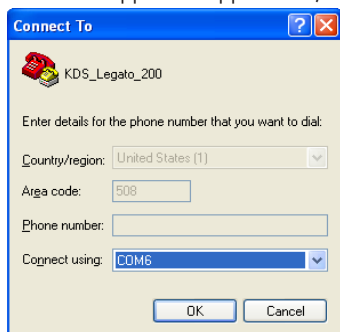 Connect To
KDS_Legato_200
Enter details for the phone number that you want to dial:
Country/region: United States (1)
Area code: 508
Phone number:
Connect using: COM6
OK Cancel